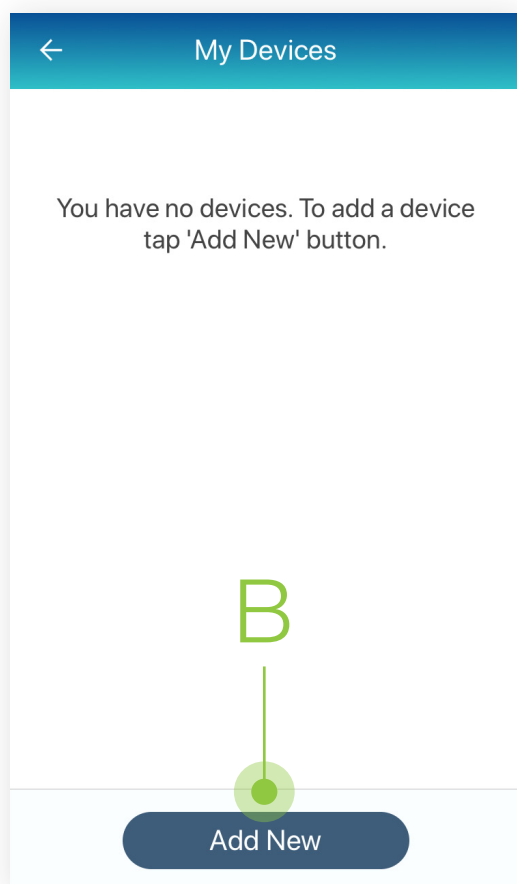 My Devices
You have no devices. To add a device
tap 'Add New' button.
B
Add New